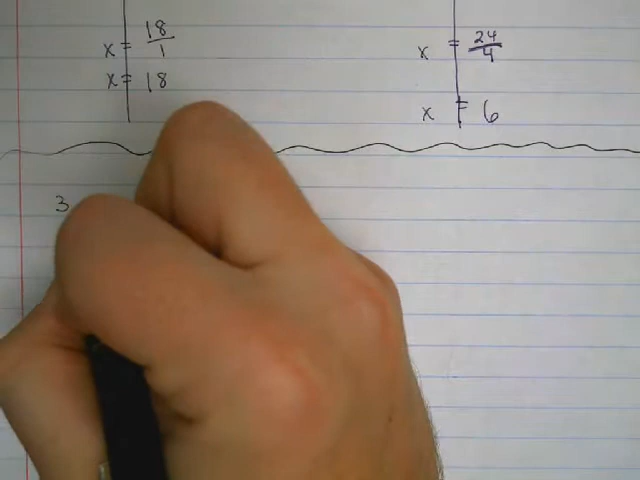 x = 18/1
x = 18
x = 24/4
x = 6
3